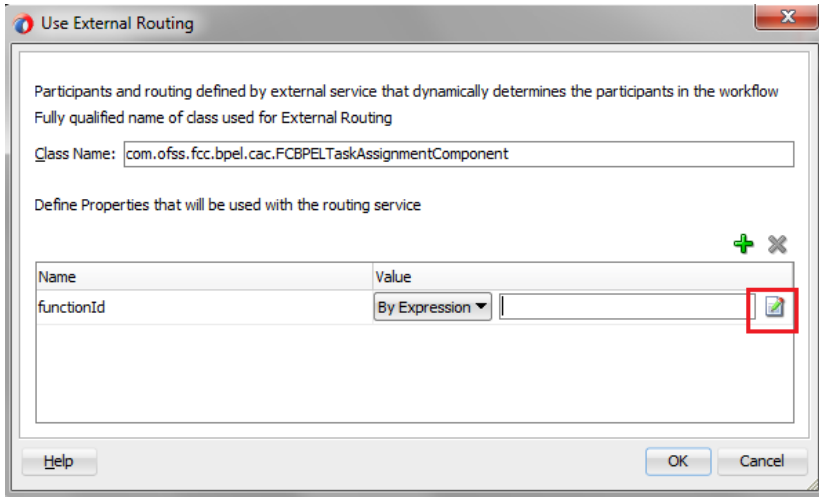 Use External Routing
Participants and routing defined by external service that dynamically determines the participants in the workflow
Fully qualified name of class used for External Routing
Class Name: com.ofss.fcc.bpel.cac.FCBPELTaskAssignmentComponent
Define Properties that will be used with the routing service
Name Value
functionId By Expression
Help OK Cancel